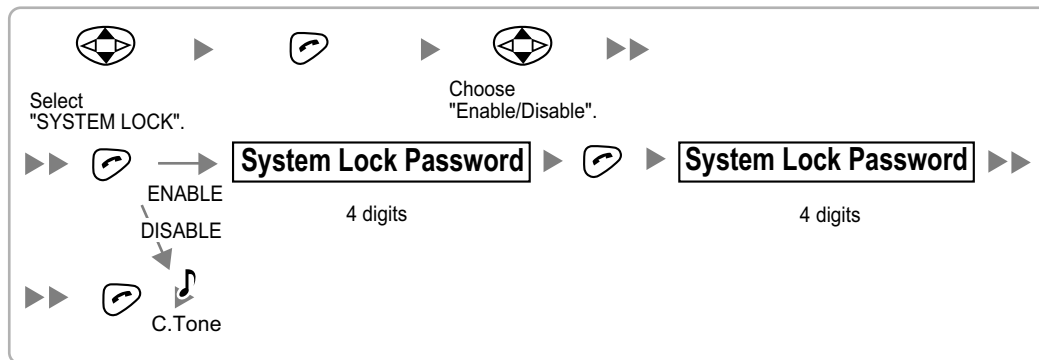 Select
"SYSTEM LOCK".
Choose
"Enable/Disable".
ENABLE
System Lock Password
System Lock Password
4 digits
4 digits
DISABLE
C.Tone